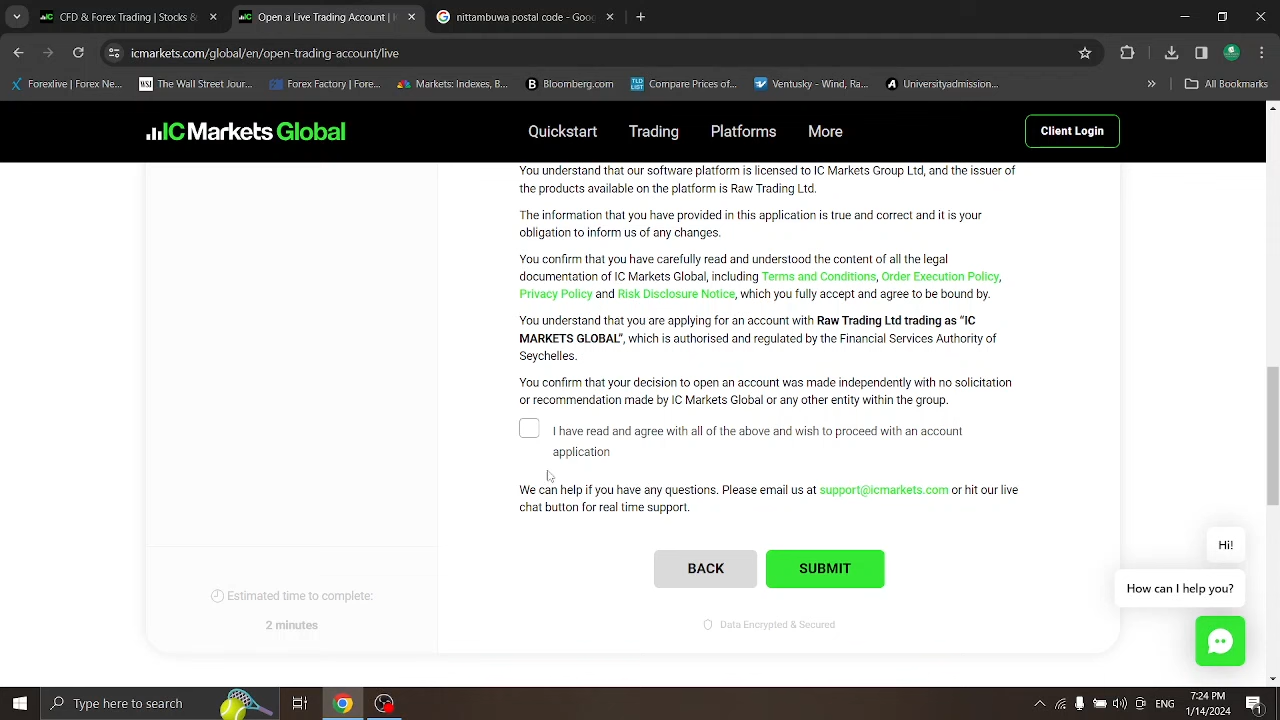 CFD & Forex Trading | Stocks &
Open a Live Trading Account |
nittambuwa postal code - Goo
icmarkets.com/global/en/open-trading-account/live
Forexlive | Forex Ne...
WSJ
The Wall Street Jour...
Forex Factory | Fore...
Markets: Indexes, B...
B
Bloomberg.com
TLD LIST
Compare Prices of...
Ventusky - Wind, Ra...
A
Universityadmission...
All Bookmarks
IC Markets Global
Quickstart
Trading
Platforms
More
Client Login
You understand that our software platform is licensed to IC Markets Group Ltd, and the issuer of
the products available on the platform is Raw Trading Ltd.
The information that you have provided in this application is true and correct and it is your
obligation to inform us of any changes.
You confirm that you have carefully read and understood the content of all the legal
documentation of IC Markets Global, including Terms and Conditions, Order Execution Policy,
Privacy Policy and Risk Disclosure Notice, which you fully accept and agree to be bound by.
You understand that you are applying for an account with Raw Trading Ltd trading as “IC
MARKETS GLOBAL”, which is authorised and regulated by the Financial Services Authority of
Seychelles.
You confirm that your decision to open an account was made independently with no solicitation
or recommendation made by IC Markets Global or any other entity within the group.
I have read and agree with all of the above and wish to proceed with an account
application
We can help if you have any questions. Please email us at support@icmarkets.com or hit our live
chat button for real time support.
BACK
SUBMIT
Data Encrypted & Secured
Estimated time to complete:
2 minutes
Hi!
How can I help you?
Type here to search
ENG
7:24 PM
1/14/2024